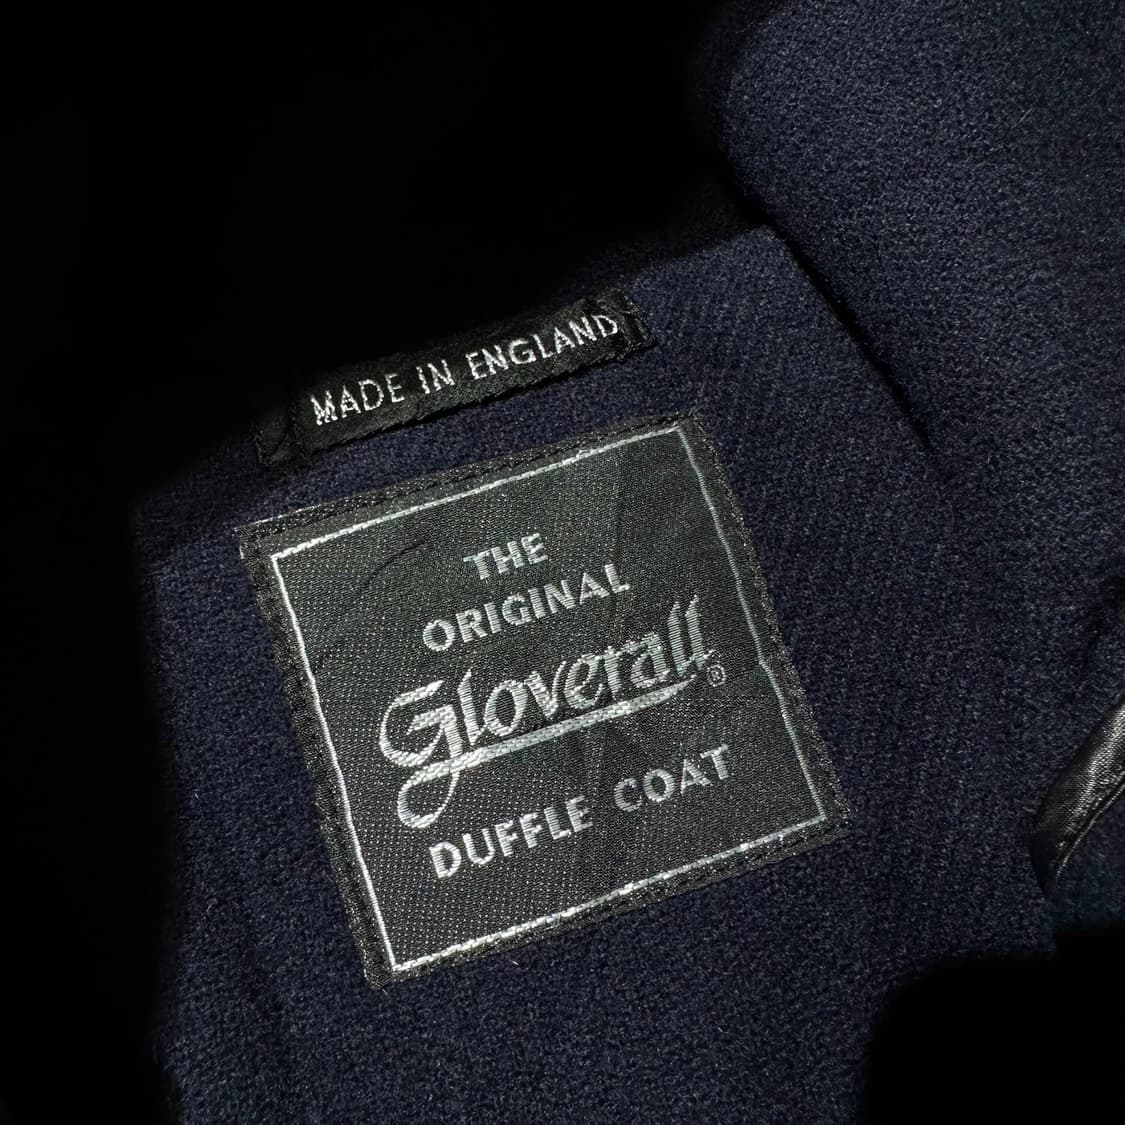 MADE IN ENGLAND
THE
ORIGINAL
Gloverall®
DUFFLE COAT